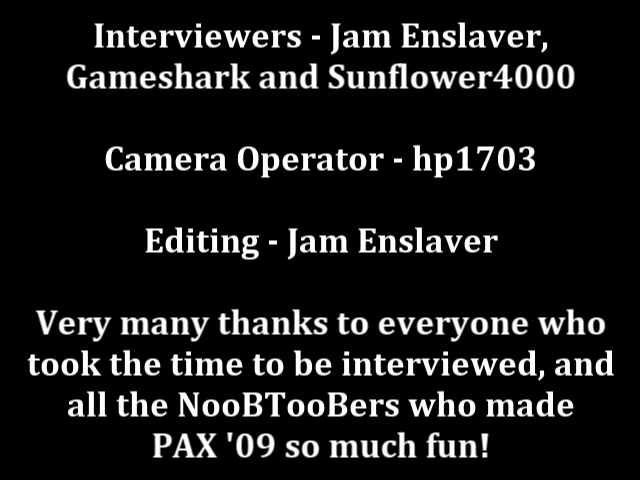 Interviewers - Jam Enslaver,
Gameshark and Sunflower4000
Camera Operator - hp1703
Editing - Jam Enslaver
Very many thanks to everyone who
took the time to be interviewed, and
all the NooBTooBers who made
PAX '09 so much fun!